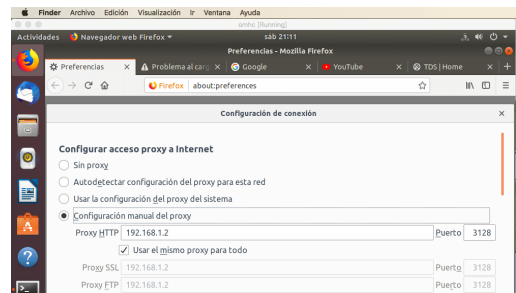 Finder Archivo Edición Visualización Ir Ventana Ayuda
omhc [Running]
Actividades Navegador web Firefox sáb 21:11
Preferencias - Mozilla Firefox
Preferencias Problema al carg Google YouTube TDS | Home
Firefox about:preferences
Configuración de conexión
Configurar acceso proxy a Internet
Sin proxy
Autodetectar configuración del proxy para esta red
Usar la configuración del proxy del sistema
Configuración manual del proxy
Proxy HTTP 192.168.1.2 Puerto 3128
Usar el mismo proxy para todo
Proxy SSL 192.168.1.2 Puerto 3128
Proxy FTP 192.168.1.2 Puerto 3128